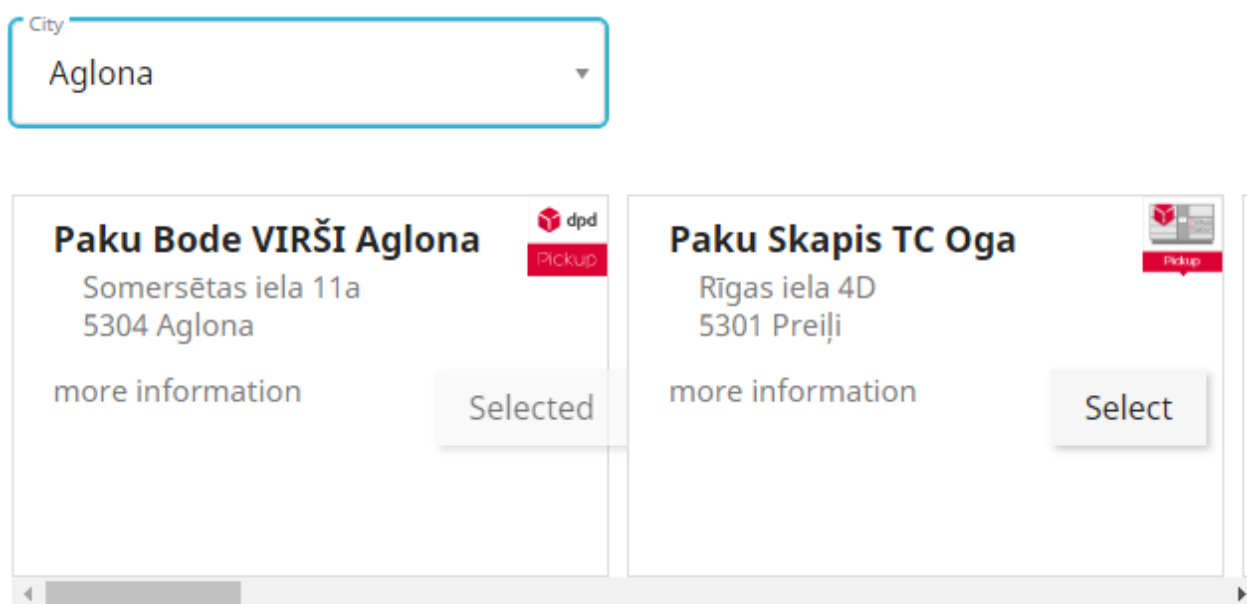 City
Aglona
Paku Bode VIRŠI Aglona
dpd
Pickup
Somersētas iela 11a
5304 Aglona
more information
Selected
Paku Skapis TC Oga
Pickup
Rīgas iela 4D
5301 Preiļi
more information
Select